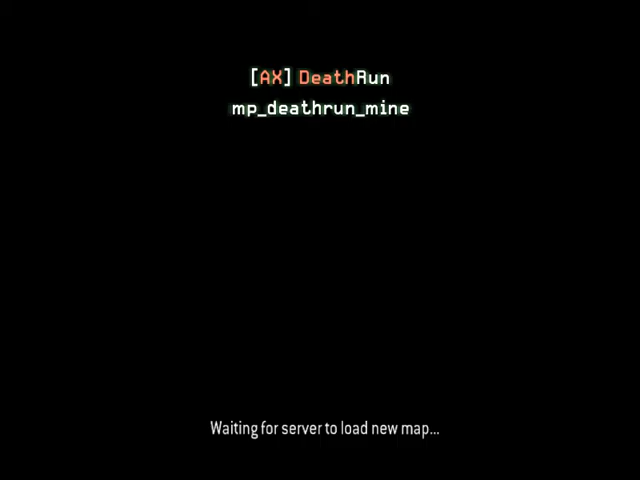 [AX] DeathRun
mp_deathrun_mine
Waiting for server to load new map...